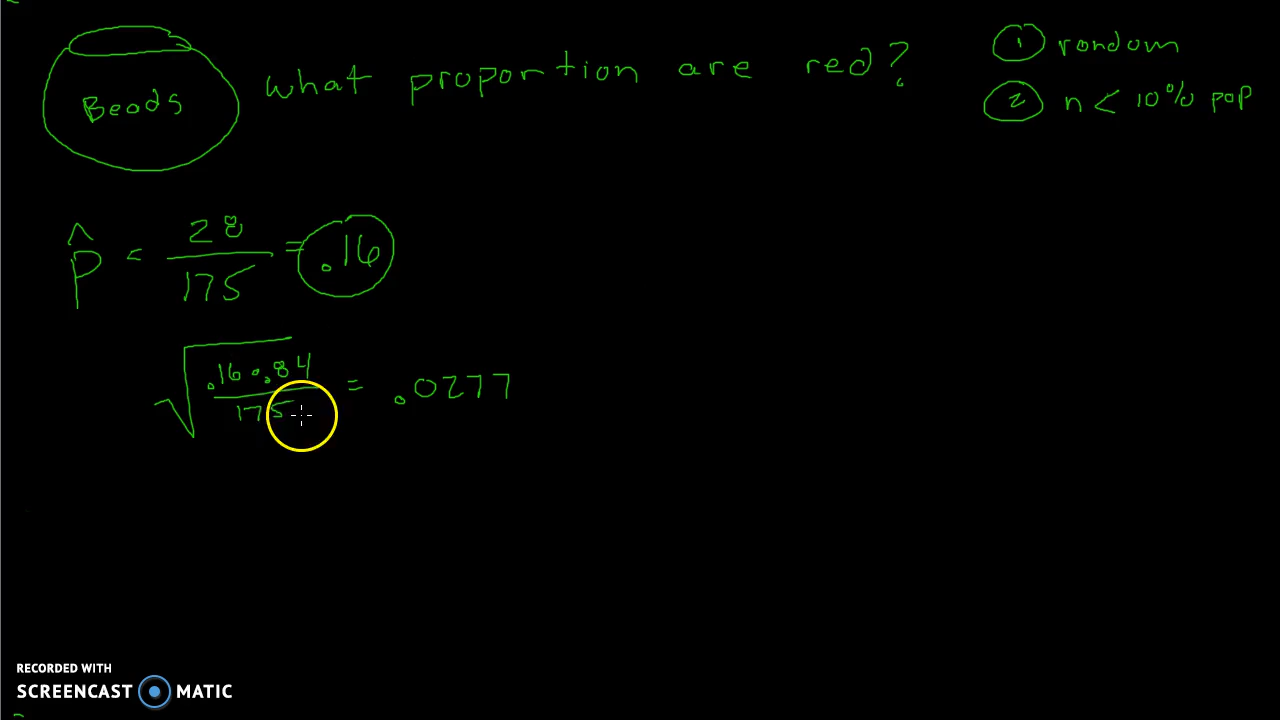 What proportion are red?
Beads
① random
② n < 10% pop
p̂ = 28/175 = .16
√(.16 · .84 / 175) = .0277
RECORDED WITH
SCREENCAST MATIC